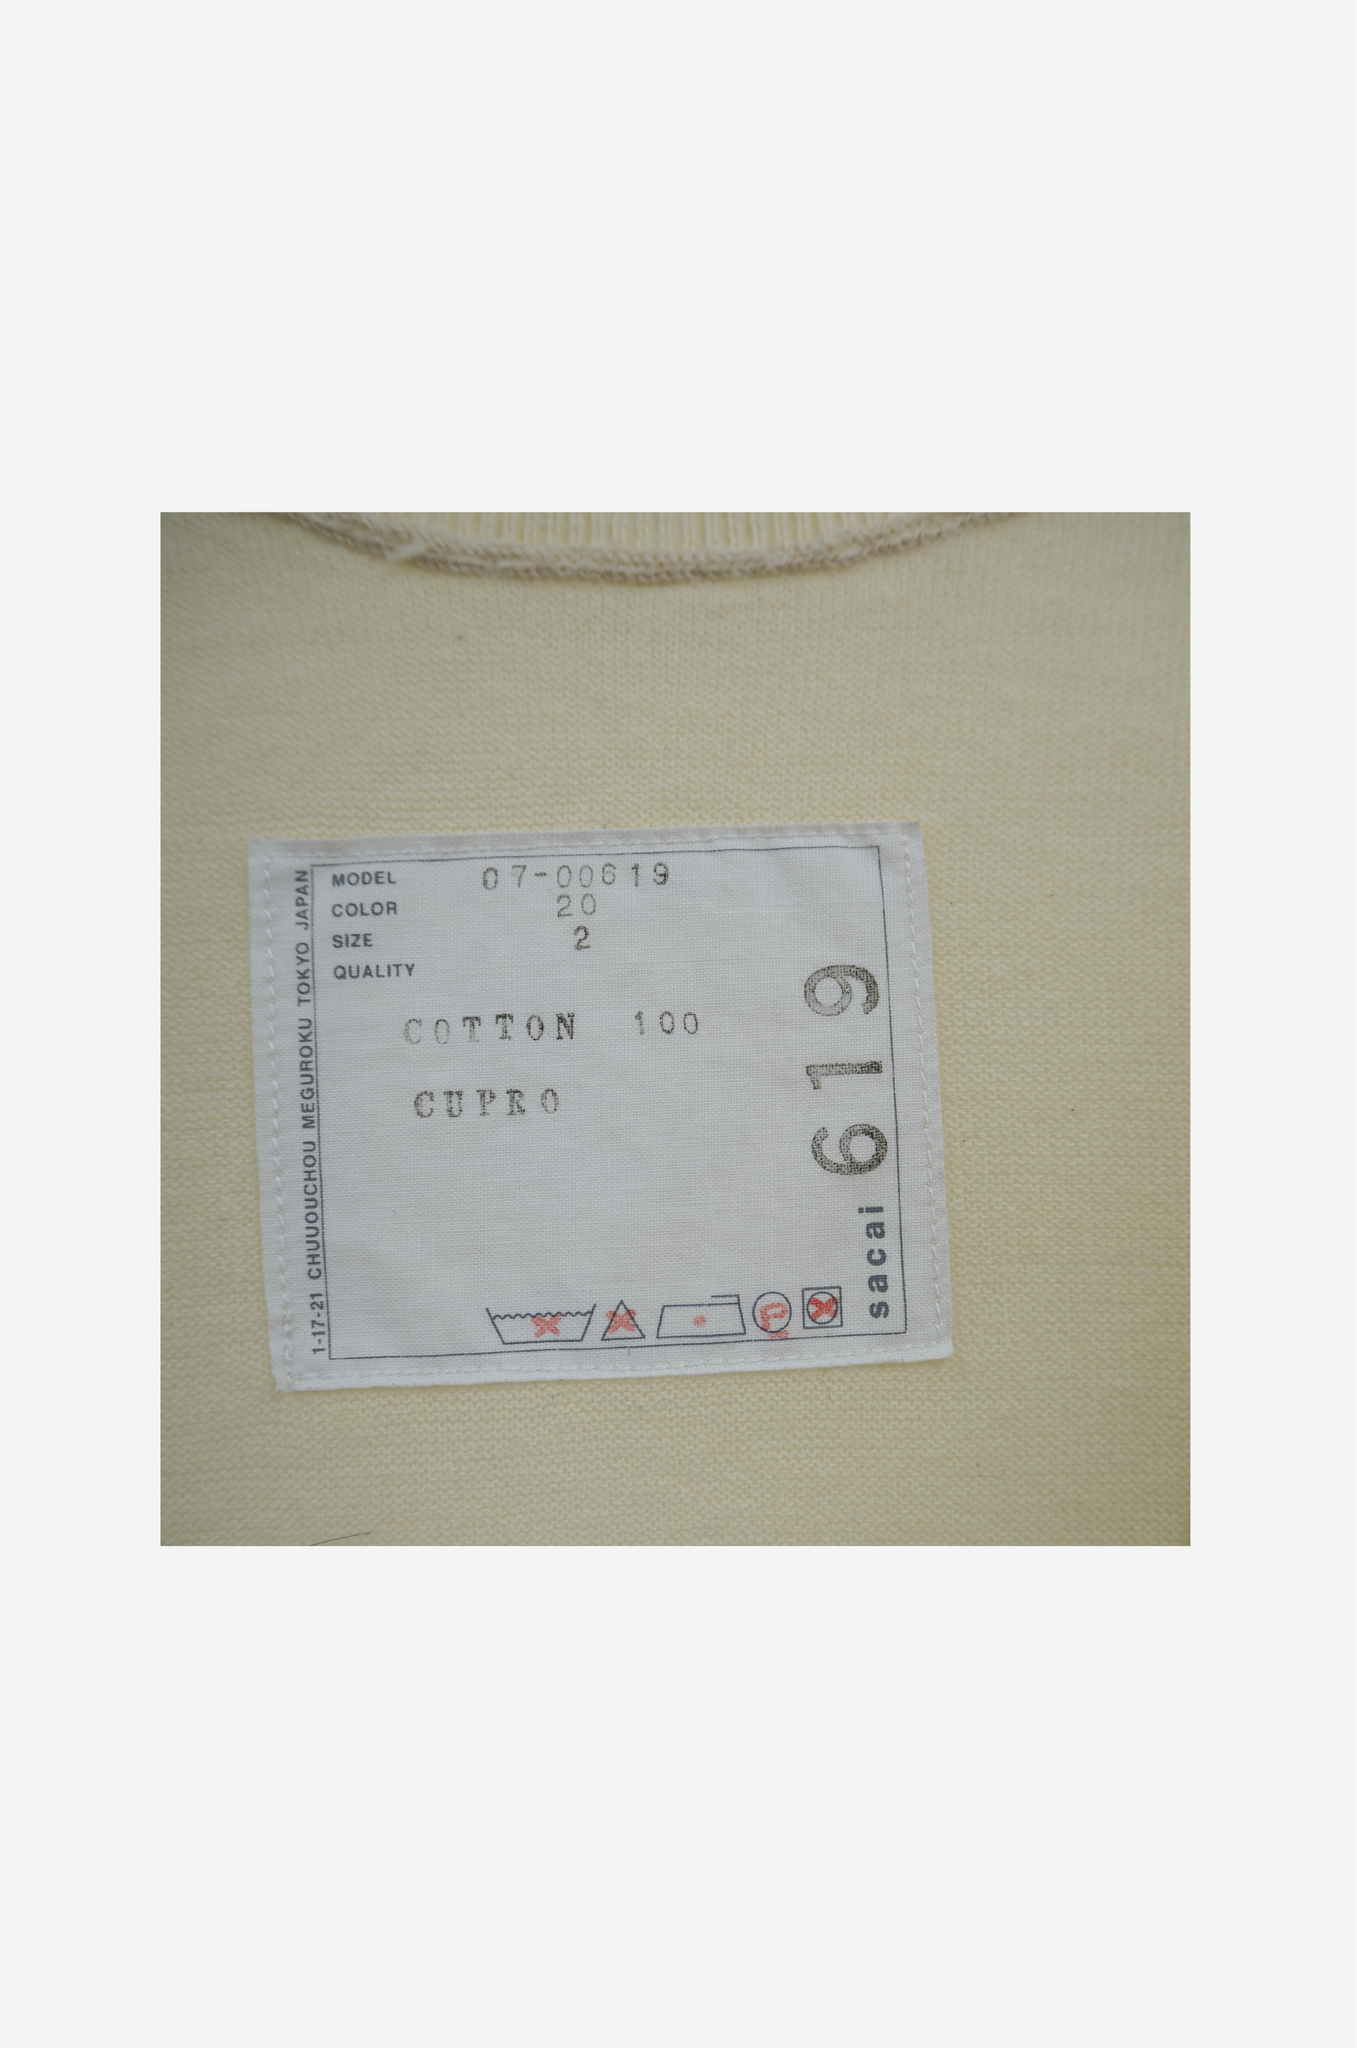 MODEL 07-00619
COLOR 20
SIZE 2
QUALITY
COTTON 100
CUPRO
1-17-21 CHUUOUCHOU MEGUROKU TOKYO JAPAN
sacai 619
P